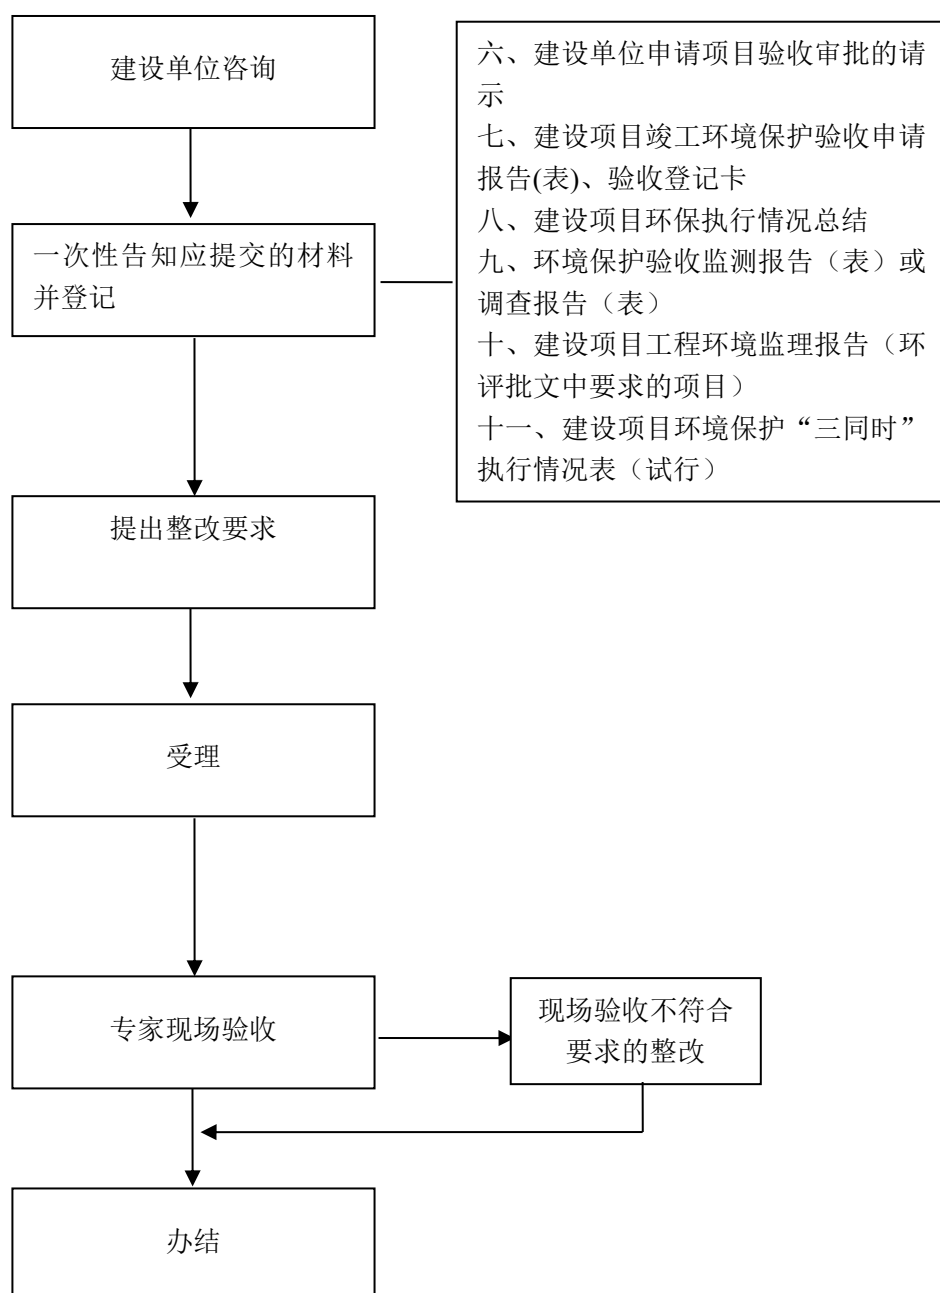 建设单位咨询
六、建设单位申请项目验收审批的请
示
七、建设项目竣工环境保护验收申请
报告(表)、验收登记卡
八、建设项目环保执行情况总结
九、环境保护验收监测报告（表）或
调查报告（表）
十、建设项目工程环境监理报告（环
评批文中要求的项目）
十一、建设项目环境保护“三同时”
执行情况表（试行）
一次性告知应提交的材料
并登记
提出整改要求
受理
专家现场验收
现场验收不符合
要求的整改
办结